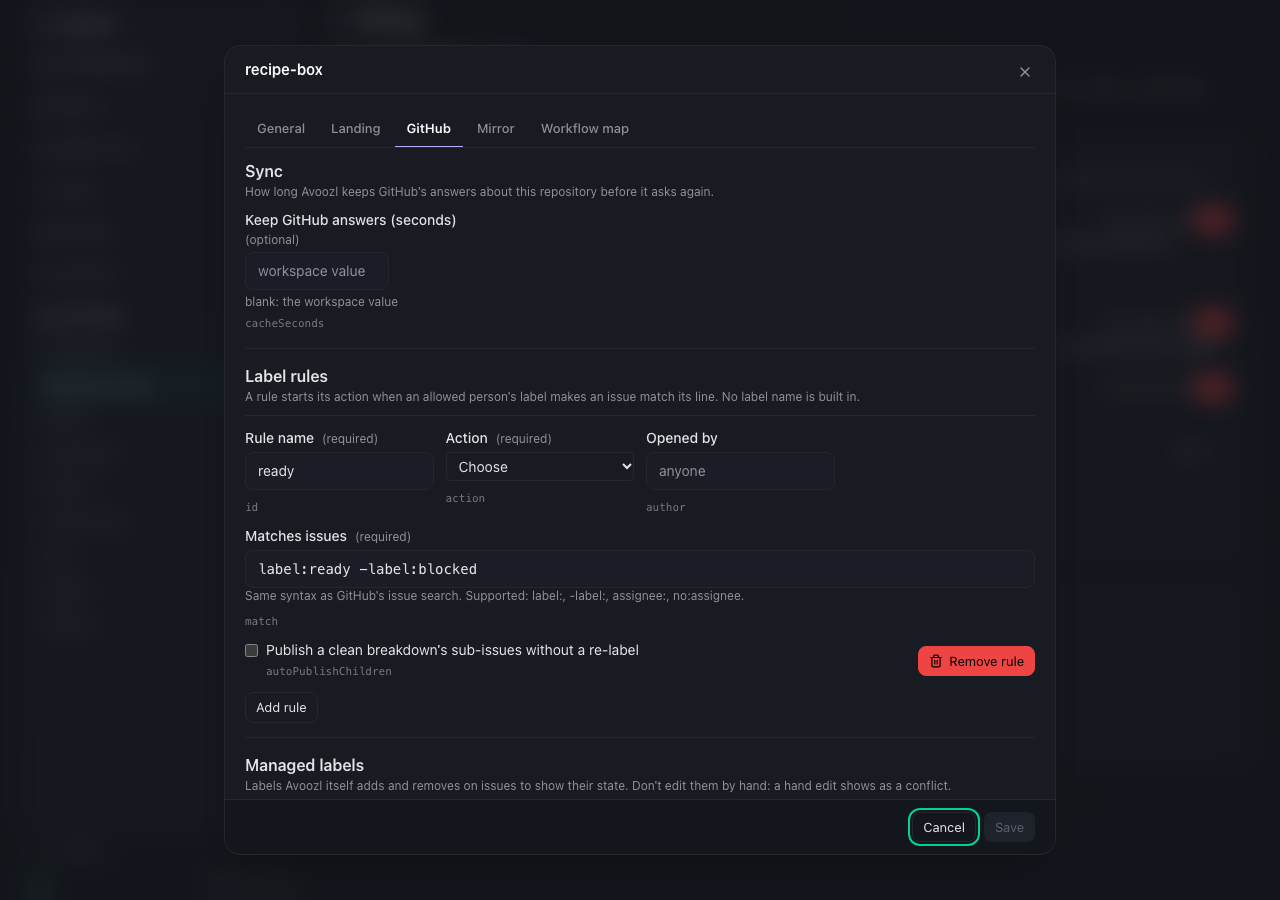 recipe-box
General Landing GitHub Mirror Workflow map
Sync
How long Avoozl keeps GitHub's answers about this repository before it asks again.
Keep GitHub answers (seconds)
(optional)
workspace value
blank: the workspace value
cacheSeconds
Label rules
A rule starts its action when an allowed person's label makes an issue match its line. No label name is built in.
Rule name (required) Action (required) Opened by
ready Choose anyone
id action author
Matches issues (required)
label:ready -label:blocked
Same syntax as GitHub's issue search. Supported: label:, -label:, assignee:, no:assignee.
match
Publish a clean breakdown's sub-issues without a re-label
autoPublishChildren
Remove rule
Add rule
Managed labels
Labels Avoozl itself adds and removes on issues to show their state. Don't edit them by hand: a hand edit shows as a conflict.
Cancel Save